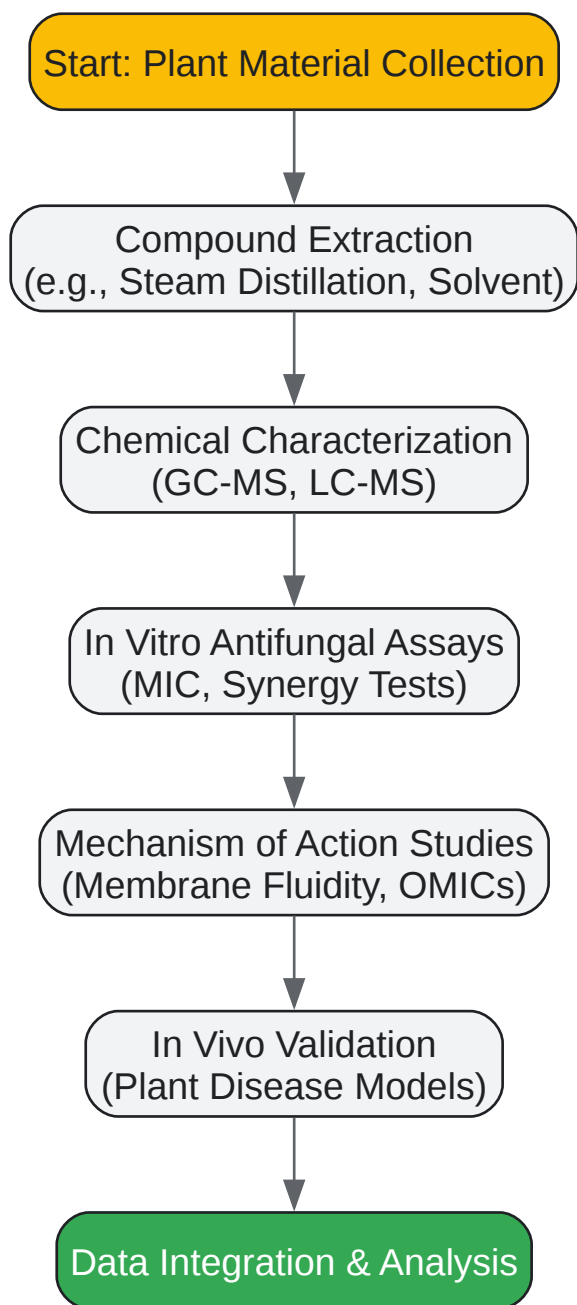 Start: Plant Material Collection
Compound Extraction
(e.g., Steam Distillation, Solvent)
Chemical Characterization
(GC-MS, LC-MS)
In Vitro Antifungal Assays
(MIC, Synergy Tests)
Mechanism of Action Studies
(Membrane Fluidity, OMICs)
In Vivo Validation
(Plant Disease Models)
Data Integration & Analysis